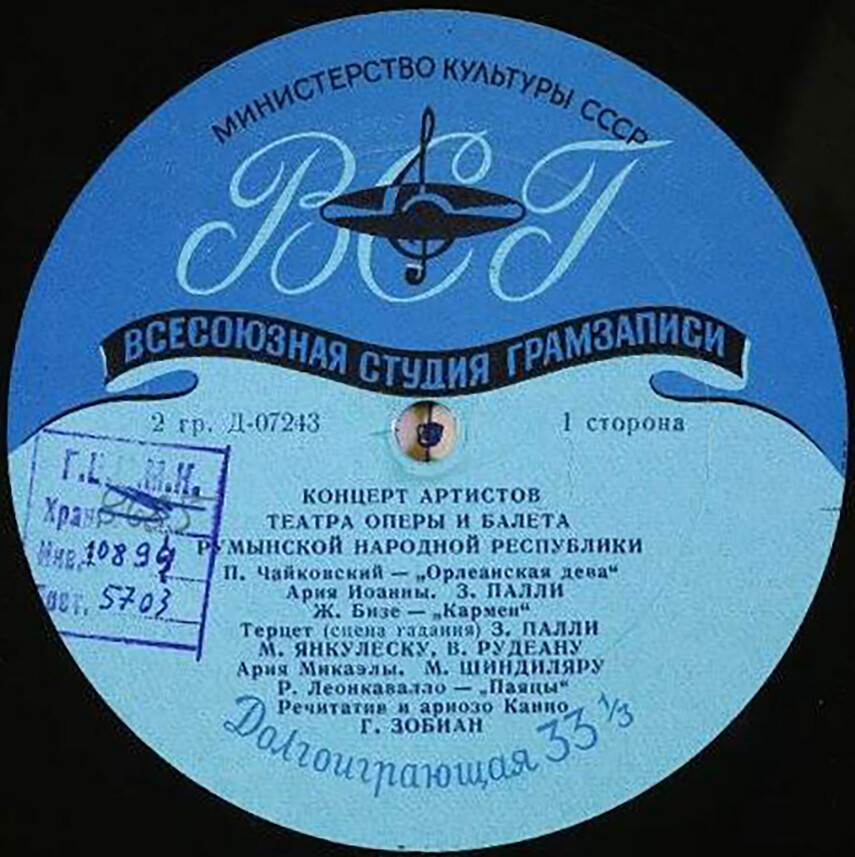 МИНИСТЕРСТВО КУЛЬТУРЫ СССР
ВСГ
ВСЕСОЮЗНАЯ СТУДИЯ ГРАМЗАПИСИ
2 гр. Д-07243
1 сторона
Г.Ц.М.М.К.
Хран.
Инв. 10894
Пост. 5703
КОНЦЕРТ АРТИСТОВ
ТЕАТРА ОПЕРЫ И БАЛЕТА
РУМЫНСКОЙ НАРОДНОЙ РЕСПУБЛИКИ
П. Чайковский — „Орлеанская дева“
Ария Иоанны. З. ПАЛЛИ
Ж. Бизе — „Кармен“
Терцет (сцена гадания) З. ПАЛЛИ
М. ЯНКУЛЕСКУ, В. РУДЕАНУ
Ария Микаэлы. М. ШИНДИЛЯРУ
Р. Леонкавалло — „Паяцы“
Речитатив и ариозо Канио
Г. ЗОБИАН
Долгоиграющая 33 1/3